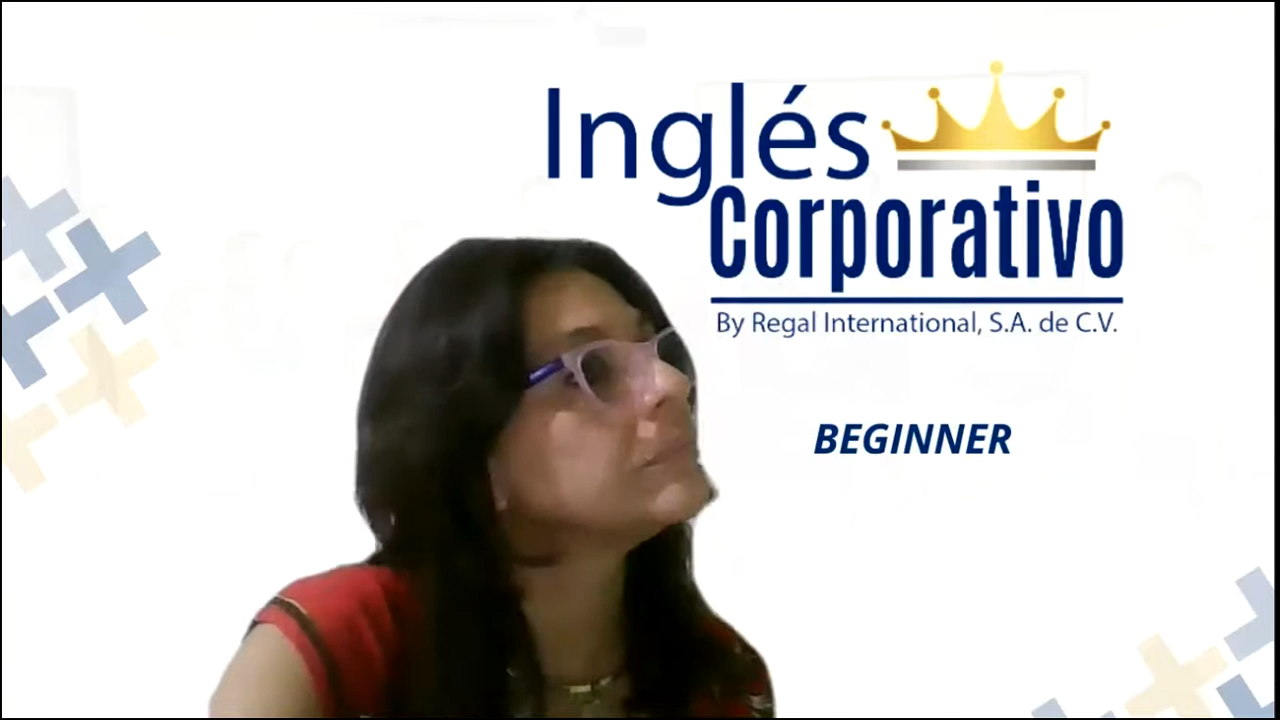 Inglés
Corporativo
By Regal International, S.A. de C.V.
BEGINNER